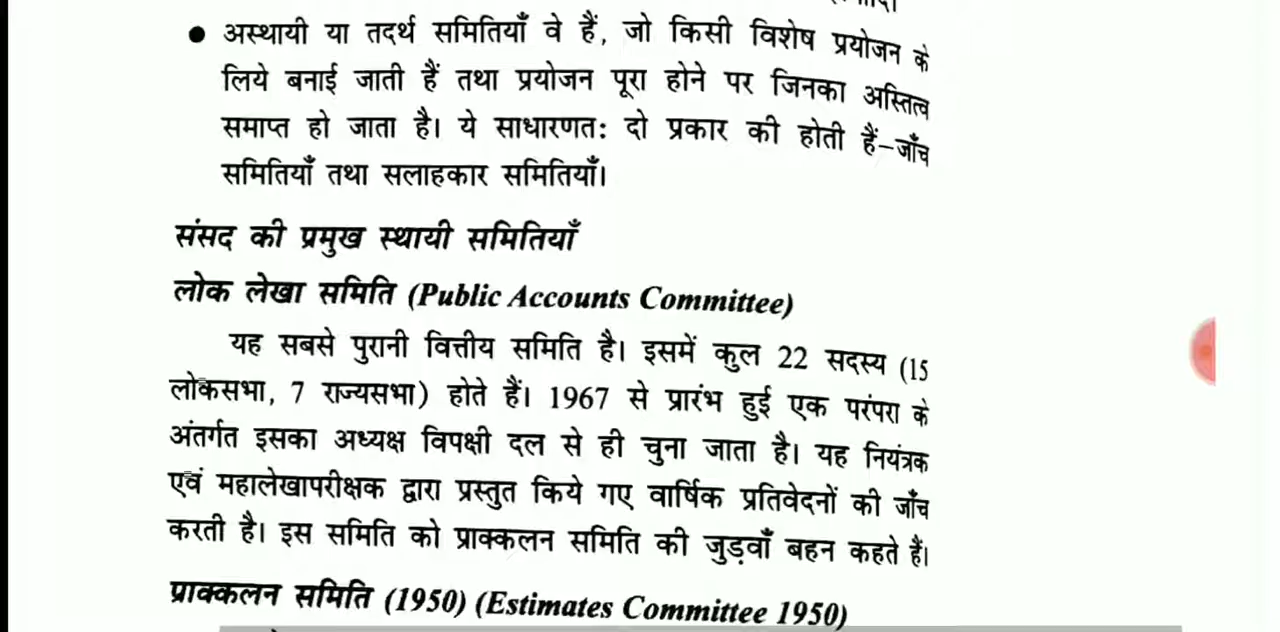 ● अस्थायी या तदर्थ समितियाँ वे हैं, जो किसी विशेष प्रयोजन के
लिये बनाई जाती हैं तथा प्रयोजन पूरा होने पर जिनका अस्तित्व
समाप्त हो जाता है। ये साधारणत: दो प्रकार की होती हैं–जाँच
समितियाँ तथा सलाहकार समितियाँ।
संसद की प्रमुख स्थायी समितियाँ
लोक लेखा समिति (Public Accounts Committee)
यह सबसे पुरानी वित्तीय समिति है। इसमें कुल 22 सदस्य (15
लोकसभा, 7 राज्यसभा) होते हैं। 1967 से प्रारंभ हुई एक परंपरा के
अंतर्गत इसका अध्यक्ष विपक्षी दल से ही चुना जाता है। यह नियंत्रक
एवं महालेखापरीक्षक द्वारा प्रस्तुत किये गए वार्षिक प्रतिवेदनों की जाँच
करती है। इस समिति को प्राक्कलन समिति की जुड़वाँ बहन कहते हैं।
प्राक्कलन समिति (1950) (Estimates Committee 1950)